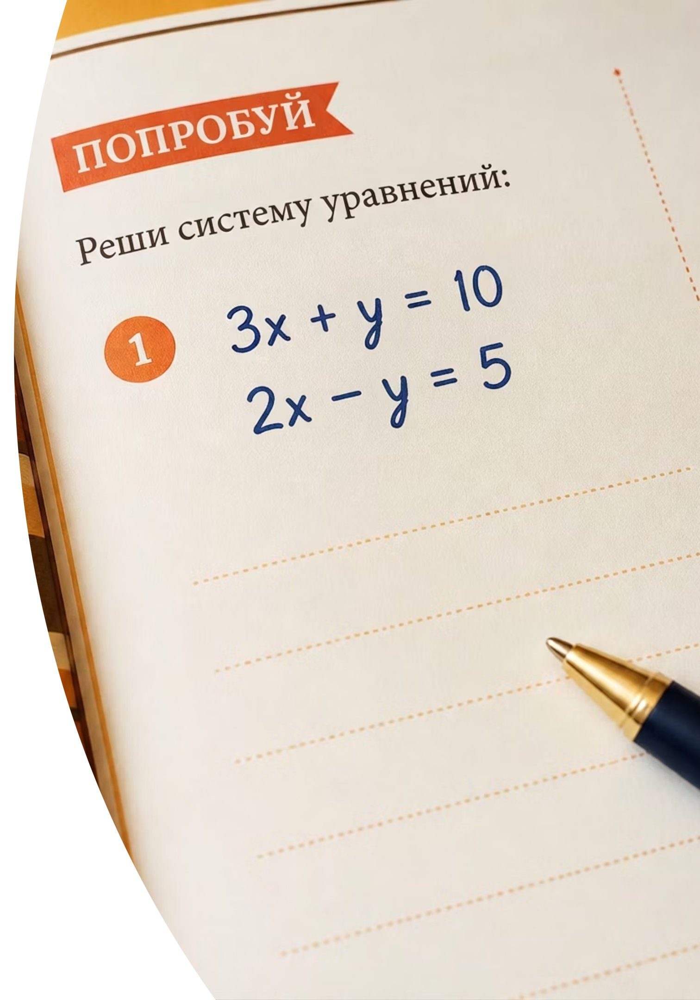 ПОПРОБУЙ
Реши систему уравнений:
1
3x + y = 10
2x − y = 5